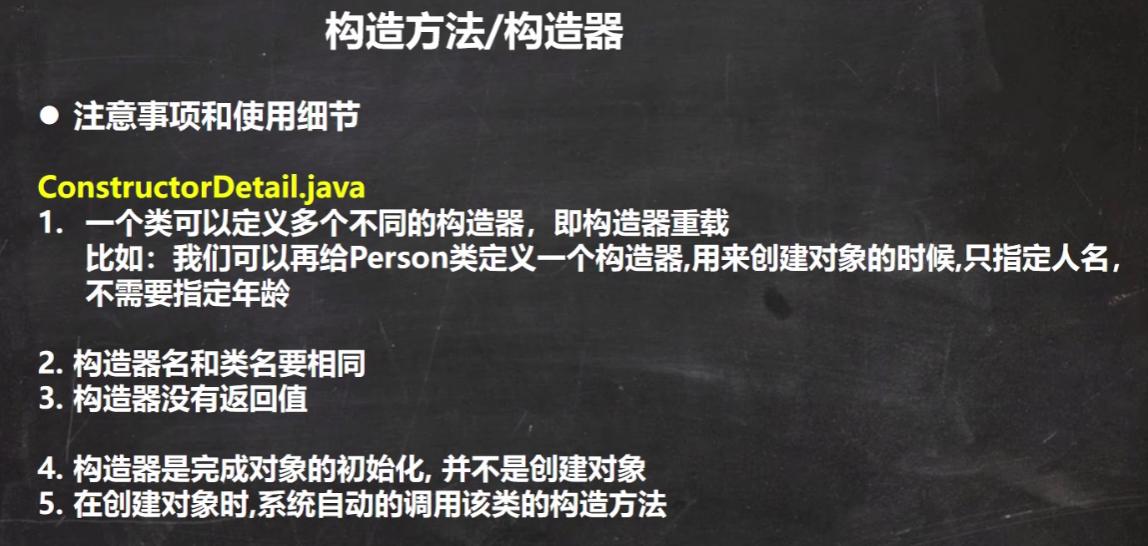 构造方法/构造器
● 注意事项和使用细节
ConstructorDetail.java
1. 一个类可以定义多个不同的构造器，即构造器重载
比如：我们可以再给Person类定义一个构造器,用来创建对象的时候,只指定人名，
不需要指定年龄
2. 构造器名和类名要相同
3. 构造器没有返回值
4. 构造器是完成对象的初始化, 并不是创建对象
5. 在创建对象时,系统自动的调用该类的构造方法